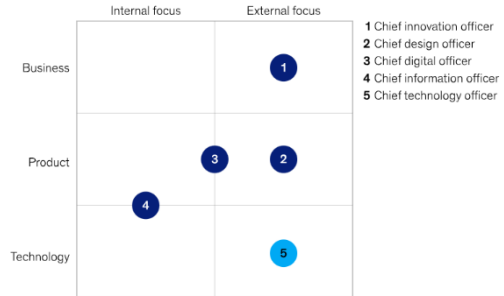 Internal focus External focus
1 Chief innovation officer
2 Chief design officer
3 Chief digital officer
4 Chief information officer
5 Chief technology officer
Business
1
Product
3
2
4
Technology
5